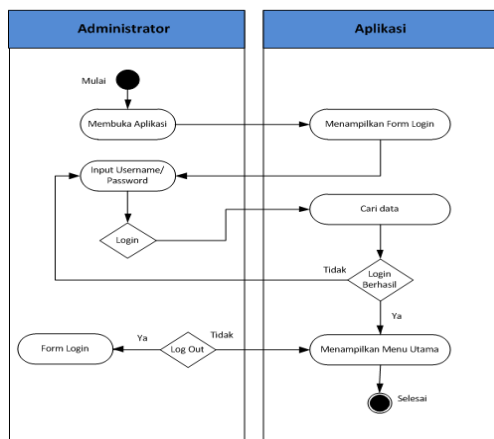 Administrator
Aplikasi
Mulai
Membuka Aplikasi
Menampilkan Form Login
Input Username/
Password
Cari data
Login
Tidak
Login
Berhasil
Ya
Form Login
Ya
Log Out
Tidak
Menampilkan Menu Utama
Selesai